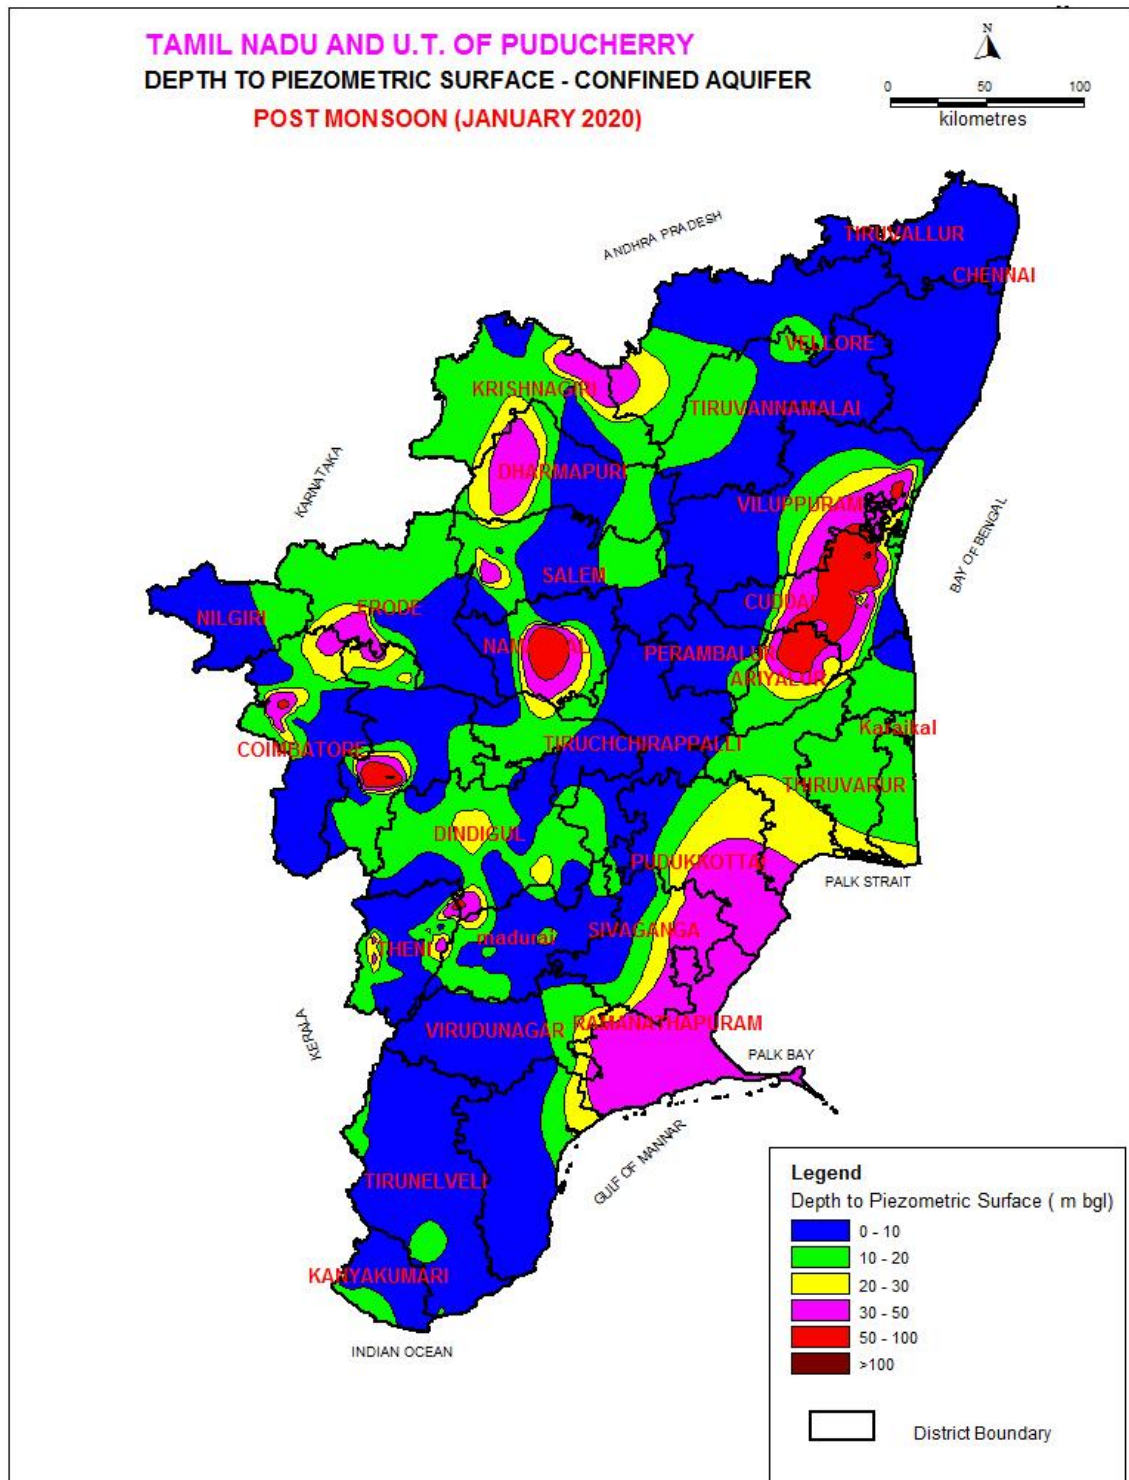 TAMIL NADU AND U.T. OF PUDUCHERRY
DEPTH TO PIEZOMETRIC SURFACE - CONFINED AQUIFER
POST MONSOON (JANUARY 2020)
N
0 50 100
kilometres
ANDHRA PRADESH
TIRUVALLUR
CHENNAI
VELLORE
KRISHNAGIRI
TIRUVANNAMALAI
KARNATAKA
DHARMAPURI
VILUPPURAM
BAY OF BENGAL
SALEM
NILGIRI
ERODE
PERAMBALUR
ARIYALUR
Karaikal
COIMBATORE
TIRUCHCHIRAPPALLI
THIRUVARUR
DINDIGUL
PUDUKKOTTAI
PALK STRAIT
SIVAGANGA
madurai
THENI
KERALA
VIRUDUNAGAR
RAMANATHAPURAM
PALK BAY
GULF OF MANNAR
TIRUNELVELI
KANYAKUMARI
INDIAN OCEAN
Legend
Depth to Piezometric Surface ( m bgl)
0 - 10
10 - 20
20 - 30
30 - 50
50 - 100
>100
District Boundary